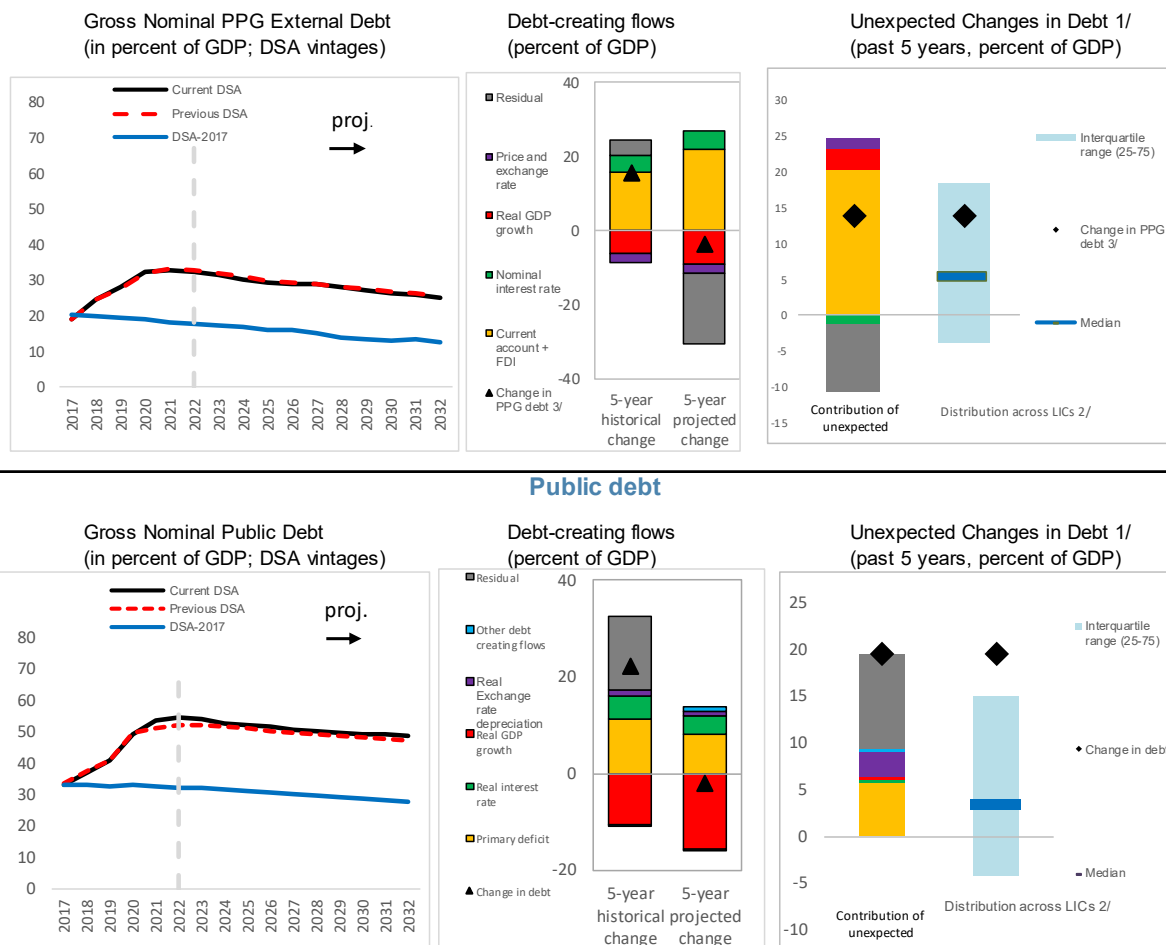 Gross Nominal PPG External Debt
(in percent of GDP; DSA vintages)
Current DSA
Previous DSA
DSA-2017
proj.
80
70
60
50
40
30
20
10
0
2017
2018
2019
2020
2021
2022
2023
2024
2025
2026
2027
2028
2029
2030
2031
2032
Debt-creating flows
(percent of GDP)
Residual
Price and
exchange
rate
Real GDP
growth
Nominal
interest rate
Current
account +
FDI
Change in
PPG debt 3/
40
20
0
-20
-40
5-year
historical
change
5-year
projected
change
Unexpected Changes in Debt 1/
(past 5 years, percent of GDP)
30
25
20
15
10
5
0
-5
-10
-15
Interquartile
range (25-75)
Change in PPG
debt 3/
Median
Contribution of
unexpected
Distribution across LICs 2/
Public debt
Gross Nominal Public Debt
(in percent of GDP; DSA vintages)
Current DSA
Previous DSA
DSA-2017
proj.
80
70
60
50
40
30
20
10
0
2017
2018
2019
2020
2021
2022
2023
2024
2025
2026
2027
2028
2029
2030
2031
2032
Debt-creating flows
(percent of GDP)
Residual
Other debt
creating flows
Real
Exchange
rate
depreciation
Real GDP
growth
Real interest
rate
Primary deficit
Change in debt
40
20
0
-20
5-year
historical
change
5-year
projected
change
Unexpected Changes in Debt 1/
(past 5 years, percent of GDP)
25
20
15
10
5
0
-5
-10
Interquartile
range (25-75)
Change in debt
Median
Contribution of
unexpected
Distribution across LICs 2/